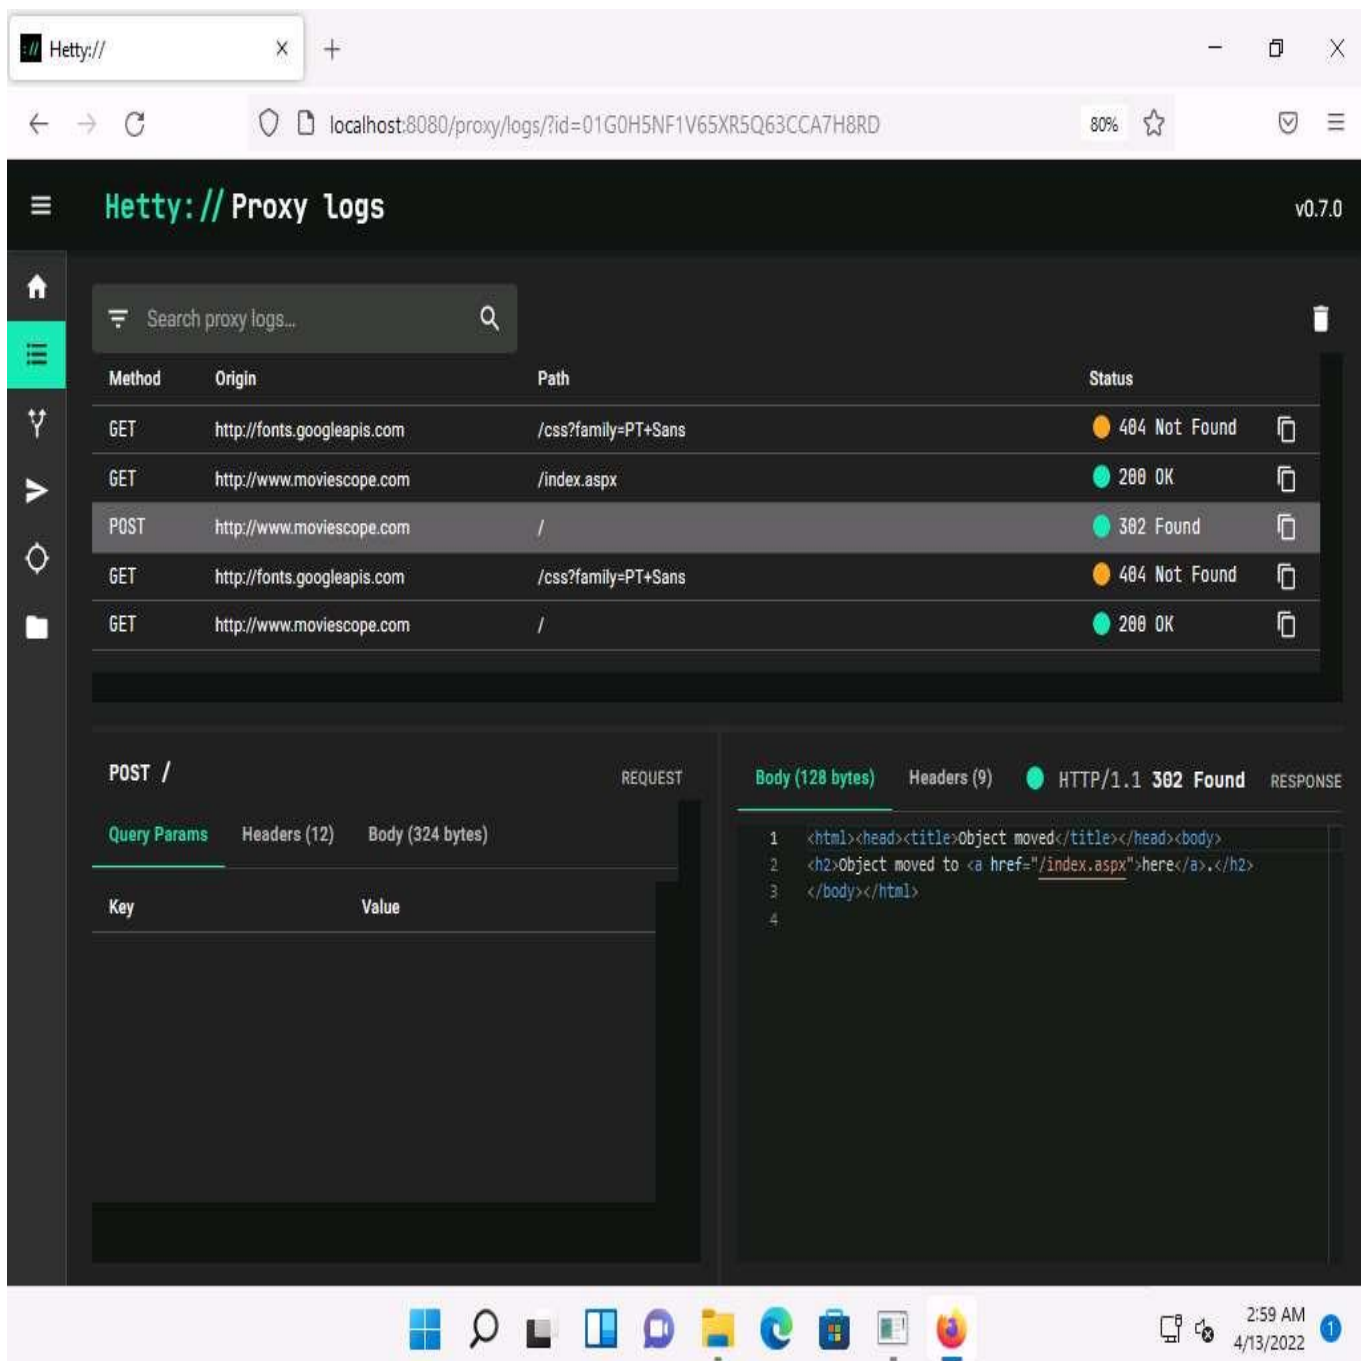 :// Hetty://
localhost:8080/proxy/logs/?id=01G0H5NF1V65XR5Q63CCA7H8RD 80%
Hetty:// Proxy logs v0.7.0
Search proxy logs...
Method Origin Path Status
GET http://fonts.googleapis.com /css?family=PT+Sans 404 Not Found
GET http://www.moviescope.com /index.aspx 200 OK
POST http://www.moviescope.com / 302 Found
GET http://fonts.googleapis.com /css?family=PT+Sans 404 Not Found
GET http://www.moviescope.com / 200 OK
POST / REQUEST
Query Params Headers (12) Body (324 bytes)
Key Value
Body (128 bytes) Headers (9) HTTP/1.1 302 Found RESPONSE
1 <html><head><title>Object moved</title></head><body>
2 <h2>Object moved to <a href="/index.aspx">here</a>.</h2>
3 </body></html>
4
2:59 AM
4/13/2022 1